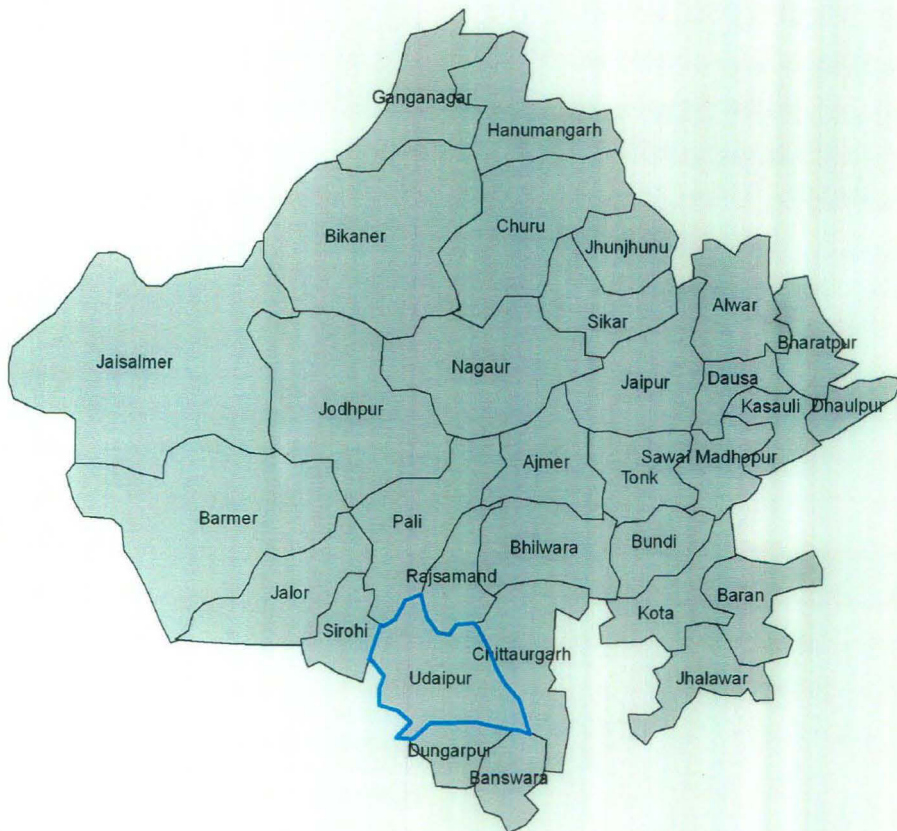 Ganganagar
Hanumangarh
Churu
Bikaner
Jhunjhunu
Alwar
Sikar
Bharatpur
Jaisalmer
Nagaur
Jaipur
Dausa
Jodhpur
Kasauli
Dhaulpur
Ajmer
Sawai Madhopur
Tonk
Barmer
Pali
Bhilwara
Bundi
Rajsamand
Jalor
Baran
Kota
Sirohi
Chittaurgarh
Udaipur
Jhalawar
Dungarpur
Banswara